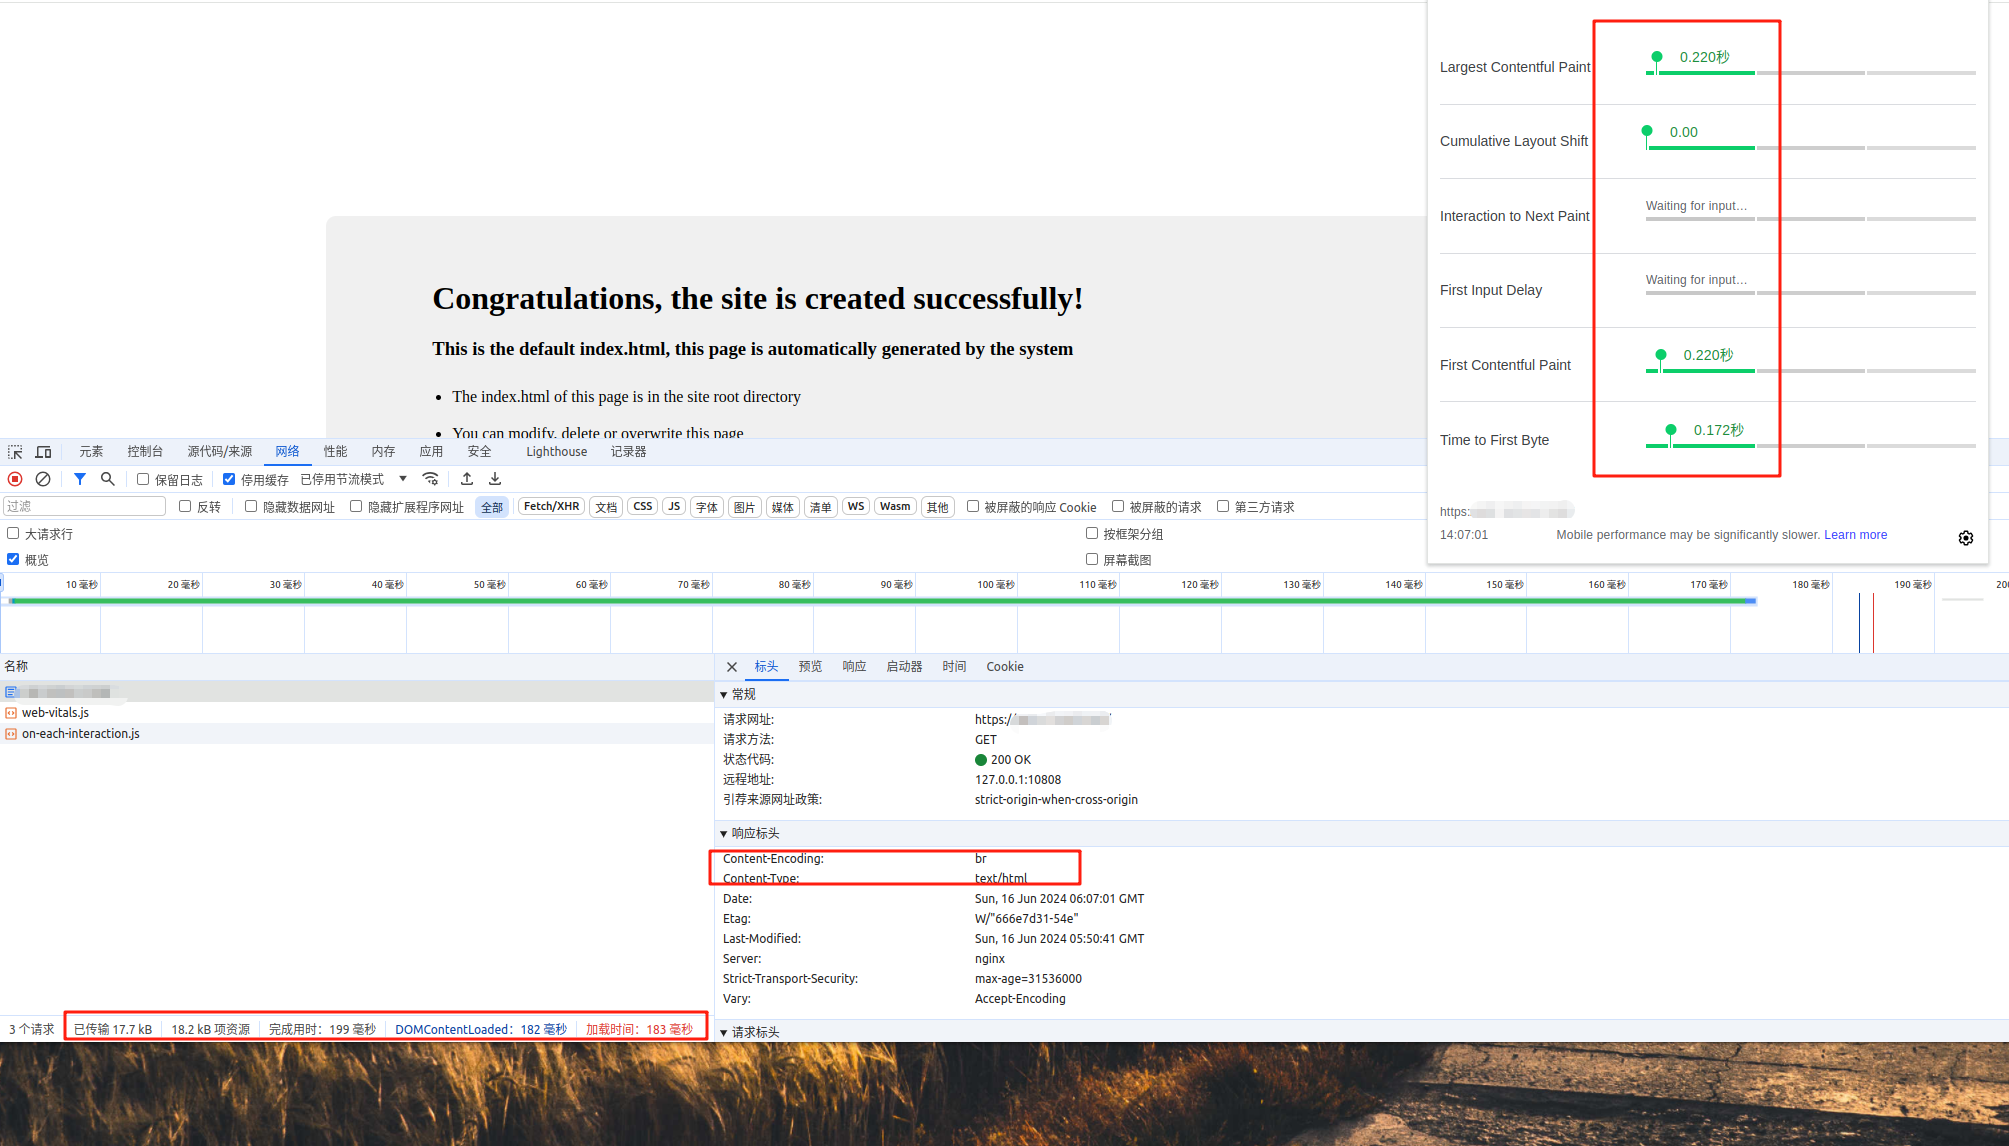 Largest Contentful Paint 0.220秒
Cumulative Layout Shift 0.00
Interaction to Next Paint Waiting for input…
First Input Delay Waiting for input…
First Contentful Paint 0.220秒
Time to First Byte 0.172秒
https:
14:07:01 Mobile performance may be significantly slower. Learn more
Congratulations, the site is created successfully!
This is the default index.html, this page is automatically generated by the system
The index.html of this page is in the site root directory
You can modify, delete or overwrite this page
元素 控制台 源代码/来源 网络 性能 内存 应用 安全 Lighthouse 记录器
保留日志 停用缓存 已停用节流模式
过滤 反转 隐藏数据网址 隐藏扩展程序网址 全部 Fetch/XHR 文档 CSS JS 字体 图片 媒体 清单 WS Wasm 其他 被屏蔽的响应 Cookie 被屏蔽的请求 第三方请求
大请求行 按框架分组
概览 屏幕截图
10 毫秒 20 毫秒 30 毫秒 40 毫秒 50 毫秒 60 毫秒 70 毫秒 80 毫秒 90 毫秒 100 毫秒 110 毫秒 120 毫秒 130 毫秒 140 毫秒 150 毫秒 160 毫秒 170 毫秒 180 毫秒 190 毫秒 200
名称
web-vitals.js
on-each-interaction.js
标头 预览 响应 启动器 时间 Cookie
常规
请求网址: https:/
请求方法: GET
状态代码: 200 OK
远程地址: 127.0.0.1:10808
引荐来源网址政策: strict-origin-when-cross-origin
响应标头
Content-Encoding: br
Content-Type: text/html
Date: Sun, 16 Jun 2024 06:07:01 GMT
Etag: W/"666e7d31-54e"
Last-Modified: Sun, 16 Jun 2024 05:50:41 GMT
Server: nginx
Strict-Transport-Security: max-age=31536000
Vary: Accept-Encoding
请求标头
3 个请求 已传输 17.7 kB 18.2 kB 项资源 完成用时：199 毫秒 DOMContentLoaded：182 毫秒 加载时间：183 毫秒